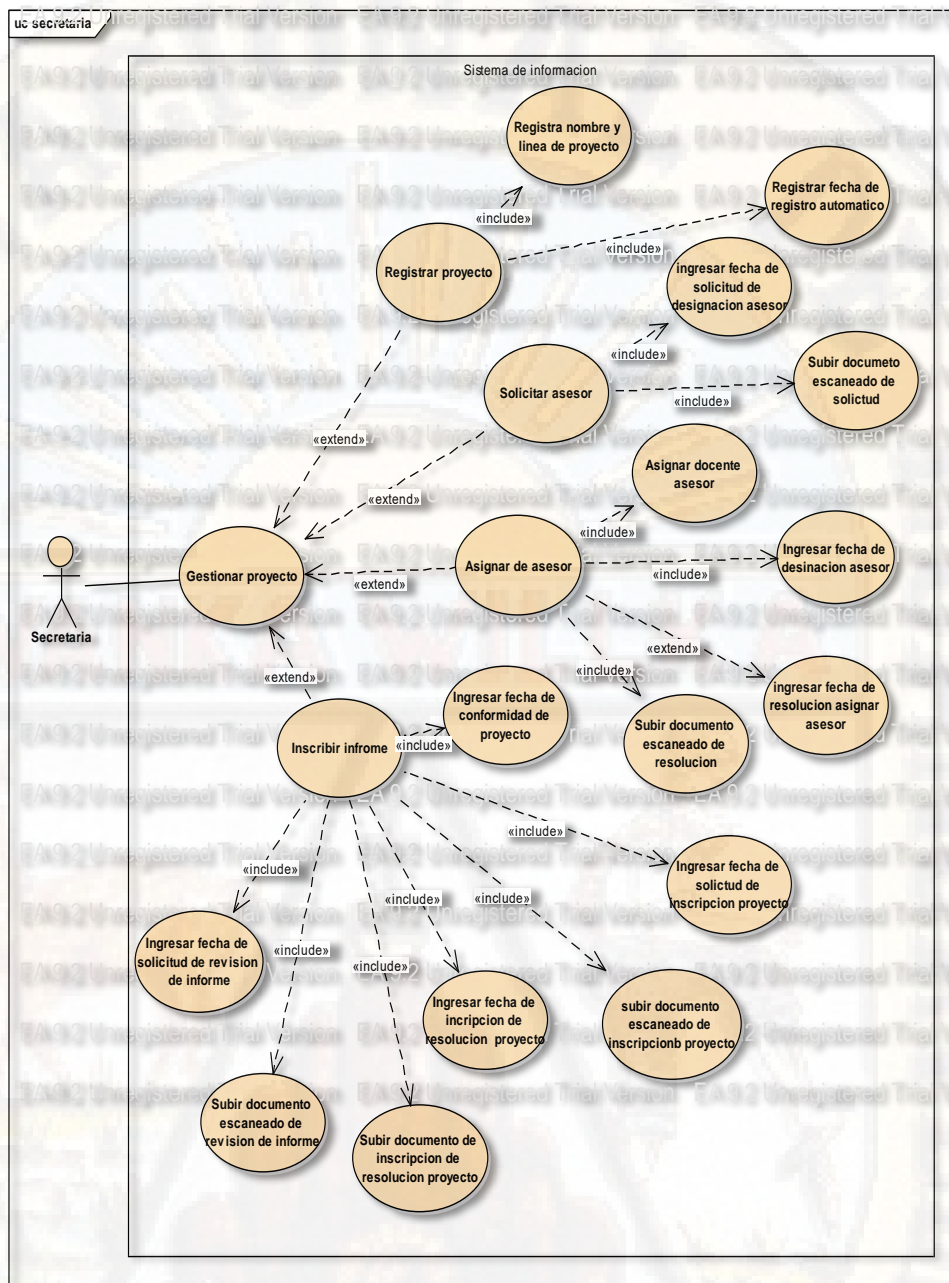 uc secretaria
Sistema de informacion
Registra nombre y
linea de proyecto
Registrar fecha de
registro automatico
«include»
«include»
Registrar proyecto
ingresar fecha de
solicitud de
designacion asesor
«include»
Subir documeto
escaneado de
solictud
Solicitar asesor
«include»
«extend»
Asignar docente
asesor
«extend»
«include»
Ingresar fecha de
desinacion asesor
Asignar de asesor
«include»
Gestionar proyecto
«extend»
Secretaria
«extend»
«include»
«extend»
ingresar fecha de
resolucion asignar
asesor
Ingresar fecha de
conformidad de
proyecto
Subir documento
escaneado de
resolucion
Inscribir infrome
«include»
«include»
Ingresar fecha de
solictud de
inscripcion proyecto
«include»
«include»
«include»
Ingresar fecha de
solicitud de revision
de informe
«include»
«include»
Ingresar fecha de
incripcion de
resolucion proyecto
subir documento
escaneado de
inscripcionb proyecto
Subir documento
escaneado de
revision de informe
Subir documento de
inscripcion de
resolucion proyecto
EA 9.2 Unregistered Trial Version